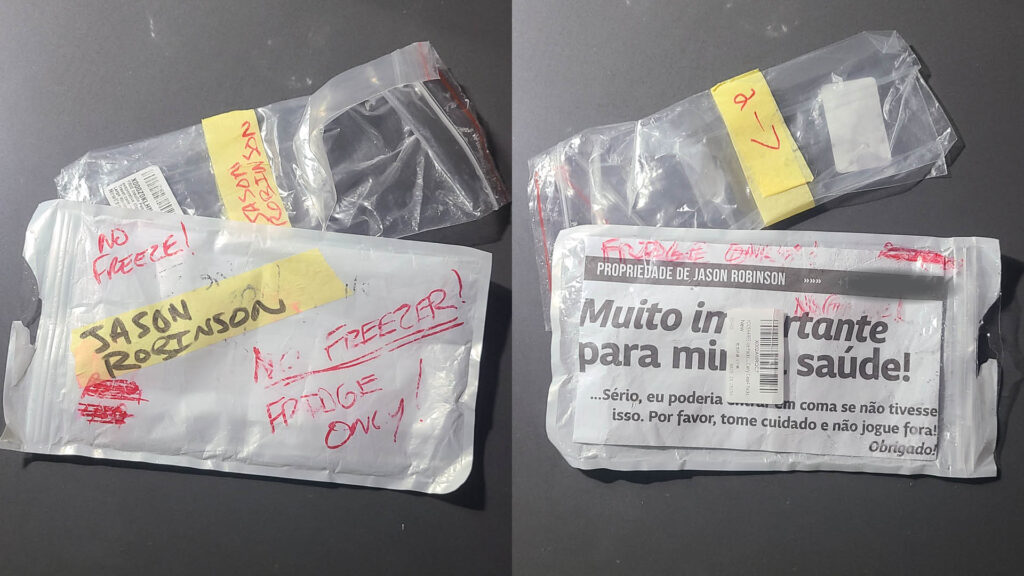 JASON
ROBINSON
NO
FREEZE!
JASON
ROBINSON
NO FREEZER!
FRIDGE
ONLY!
L-2
FRIDGE ONLY!
PROPRIEDADE DE JASON ROBINSON »»»
Muito importante
para minha saúde!
...Sério, eu poderia entrar em coma se não tivesse
isso. Por favor, tome cuidado e não jogue fora!
Obrigado!